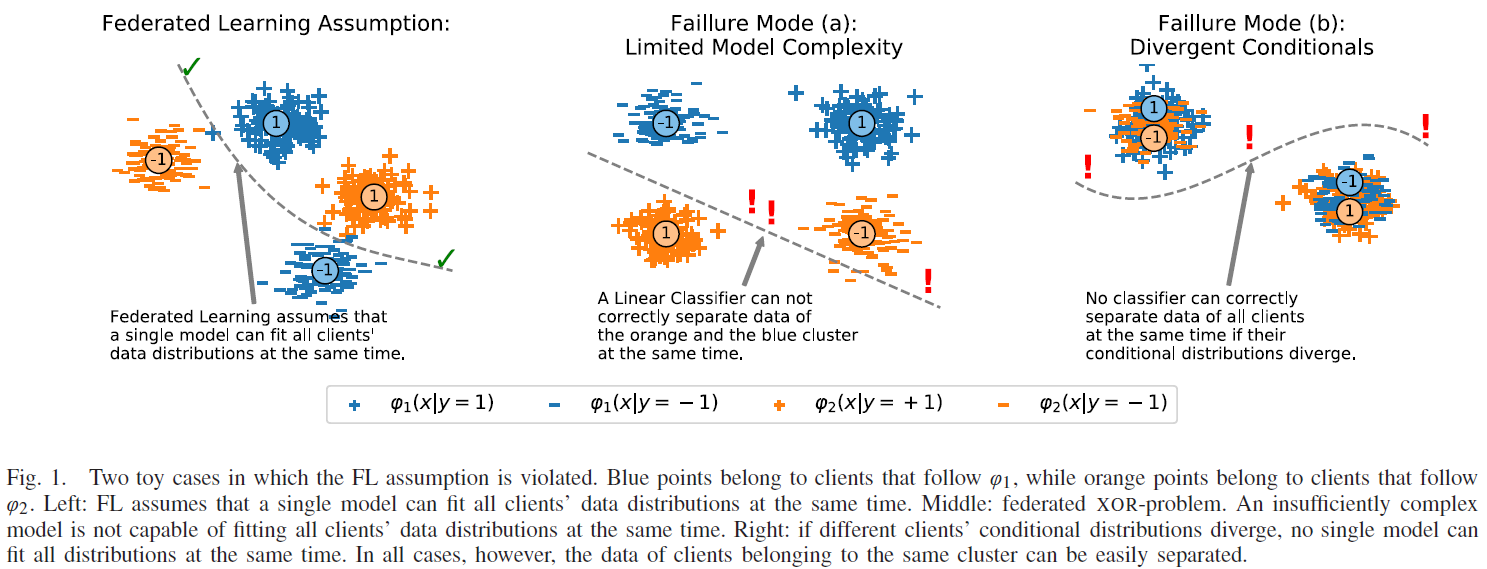 Federated Learning Assumption:
Faillure Mode (a):
Limited Model Complexity
Faillure Mode (b):
Divergent Conditionals
✓
1
-1
1
-1
✓
Federated Learning assumes that
a single model can fit all clients'
data distributions at the same time.
-1
1
! !
1
-1
!
A Linear Classifier can not
correctly separate data of
the orange and the blue cluster
at the same time.
1
-1
!
!
!
-1
1
No classifier can correctly
separate data of all clients
at the same time if their
conditional distributions diverge.
+ φ₁(x|y = 1) − φ₁(x|y = −1) + φ₂(x|y = +1) − φ₂(x|y = −1)
Fig. 1. Two toy cases in which the FL assumption is violated. Blue points belong to clients that follow φ₁, while orange points belong to clients that follow
φ₂. Left: FL assumes that a single model can fit all clients’ data distributions at the same time. Middle: federated XOR-problem. An insufficiently complex
model is not capable of fitting all clients’ data distributions at the same time. Right: if different clients’ conditional distributions diverge, no single model can
fit all distributions at the same time. In all cases, however, the data of clients belonging to the same cluster can be easily separated.